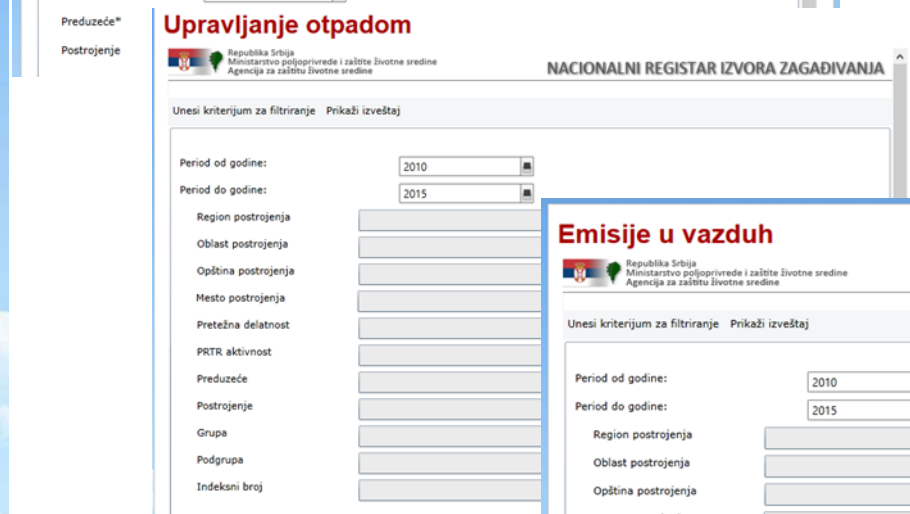 Preduzeće*
Postrojenje
Upravljanje otpadom
Republika Srbija
Ministarstvo poljoprivrede i zaštite životne sredine
Agencija za zaštitu životne sredine
NACIONALNI REGISTAR IZVORA ZAGAĐIVANJA
Unesi kriterijum za filtriranje Prikaži izveštaj
Period od godine: 2010
Period do godine: 2015
Region postrojenja
Oblast postrojenja
Opština postrojenja
Mesto postrojenja
Pretežna delatnost
PRTR aktivnost
Preduzeće
Postrojenje
Grupa
Podgrupa
Indeksni broj
Emisije u vazduh
Republika Srbija
Ministarstvo poljoprivrede i zaštite životne sredine
Agencija za zaštitu životne sredine
Unesi kriterijum za filtriranje Prikaži izveštaj
Period od godine: 2010
Period do godine: 2015
Region postrojenja
Oblast postrojenja
Opština postrojenja